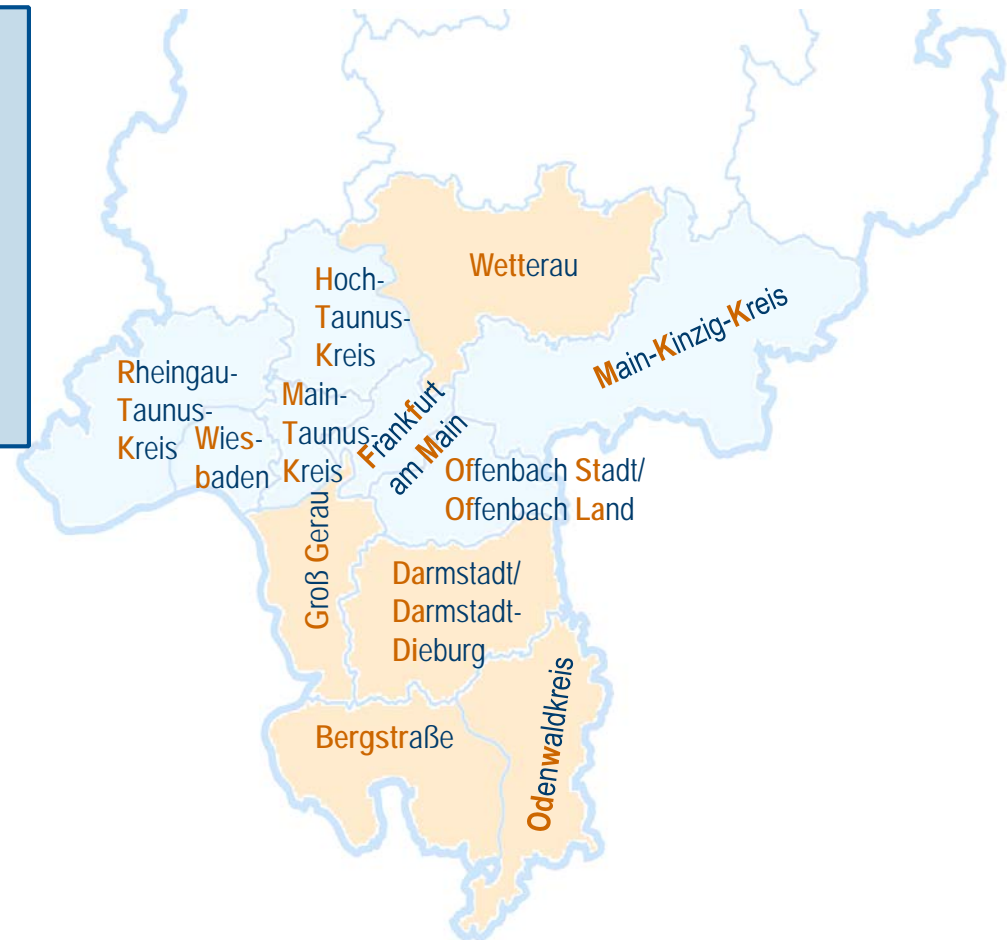 Wetterau
Hoch-
Taunus-
Kreis
Main-Kinzig-Kreis
Rheingau-
Taunus-
Kreis
Wies-
baden
Main-
Taunus-
Kreis
Frankfurt
am Main
Offenbach Stadt/
Offenbach Land
Groß Gerau
Darmstadt/
Darmstadt-
Dieburg
Odenwaldkreis
Bergstraße